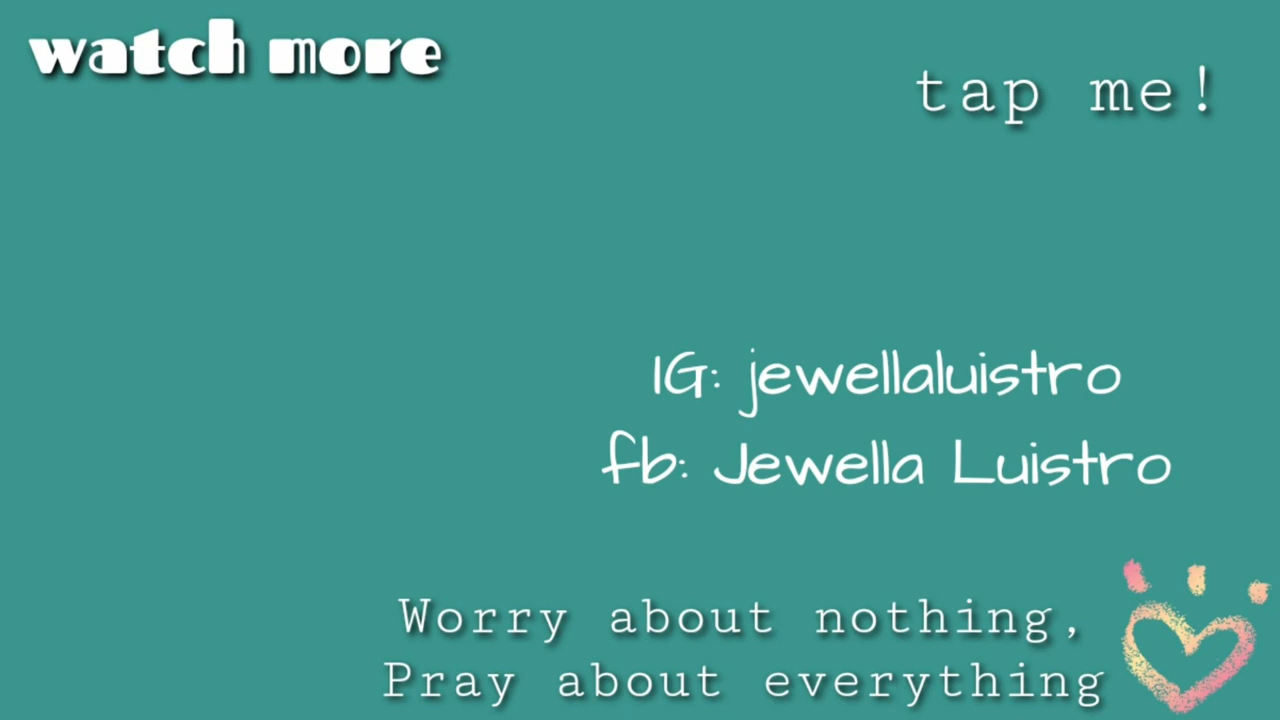 watch more
tap me!
IG: jewellaluistro
fb: Jewella Luistro
Worry about nothing,
Pray about everything